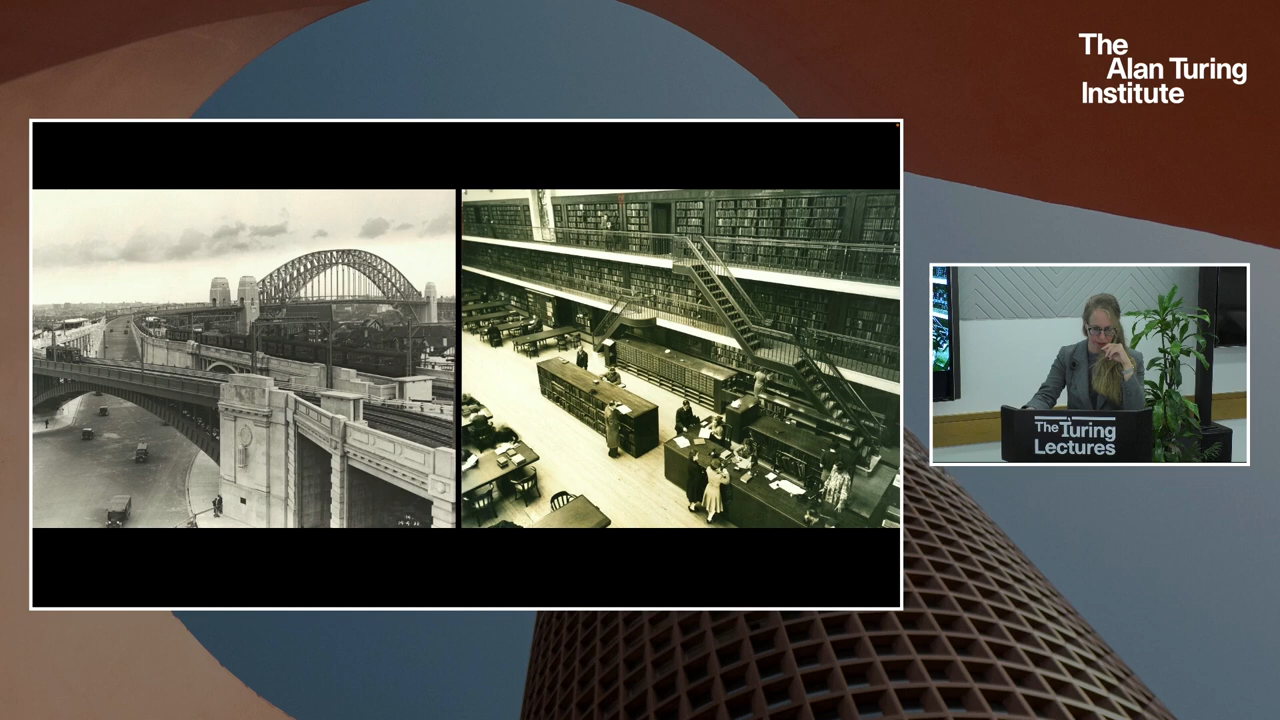 The
Alan Turing
Institute
The Turing
Lectures